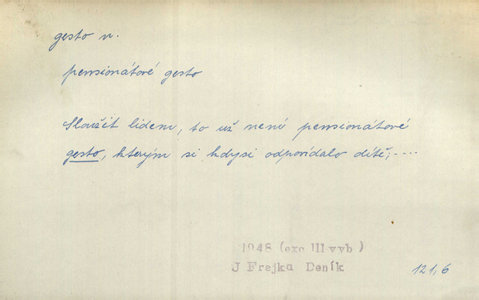 gesto n.
pensionátové gesto
Sloužit lidem, to už není pensionátové
gesto, kterým si kdysi odpovídalo dítě;....
1948 (exc III.vyb)
J Frejka Deník
121,6